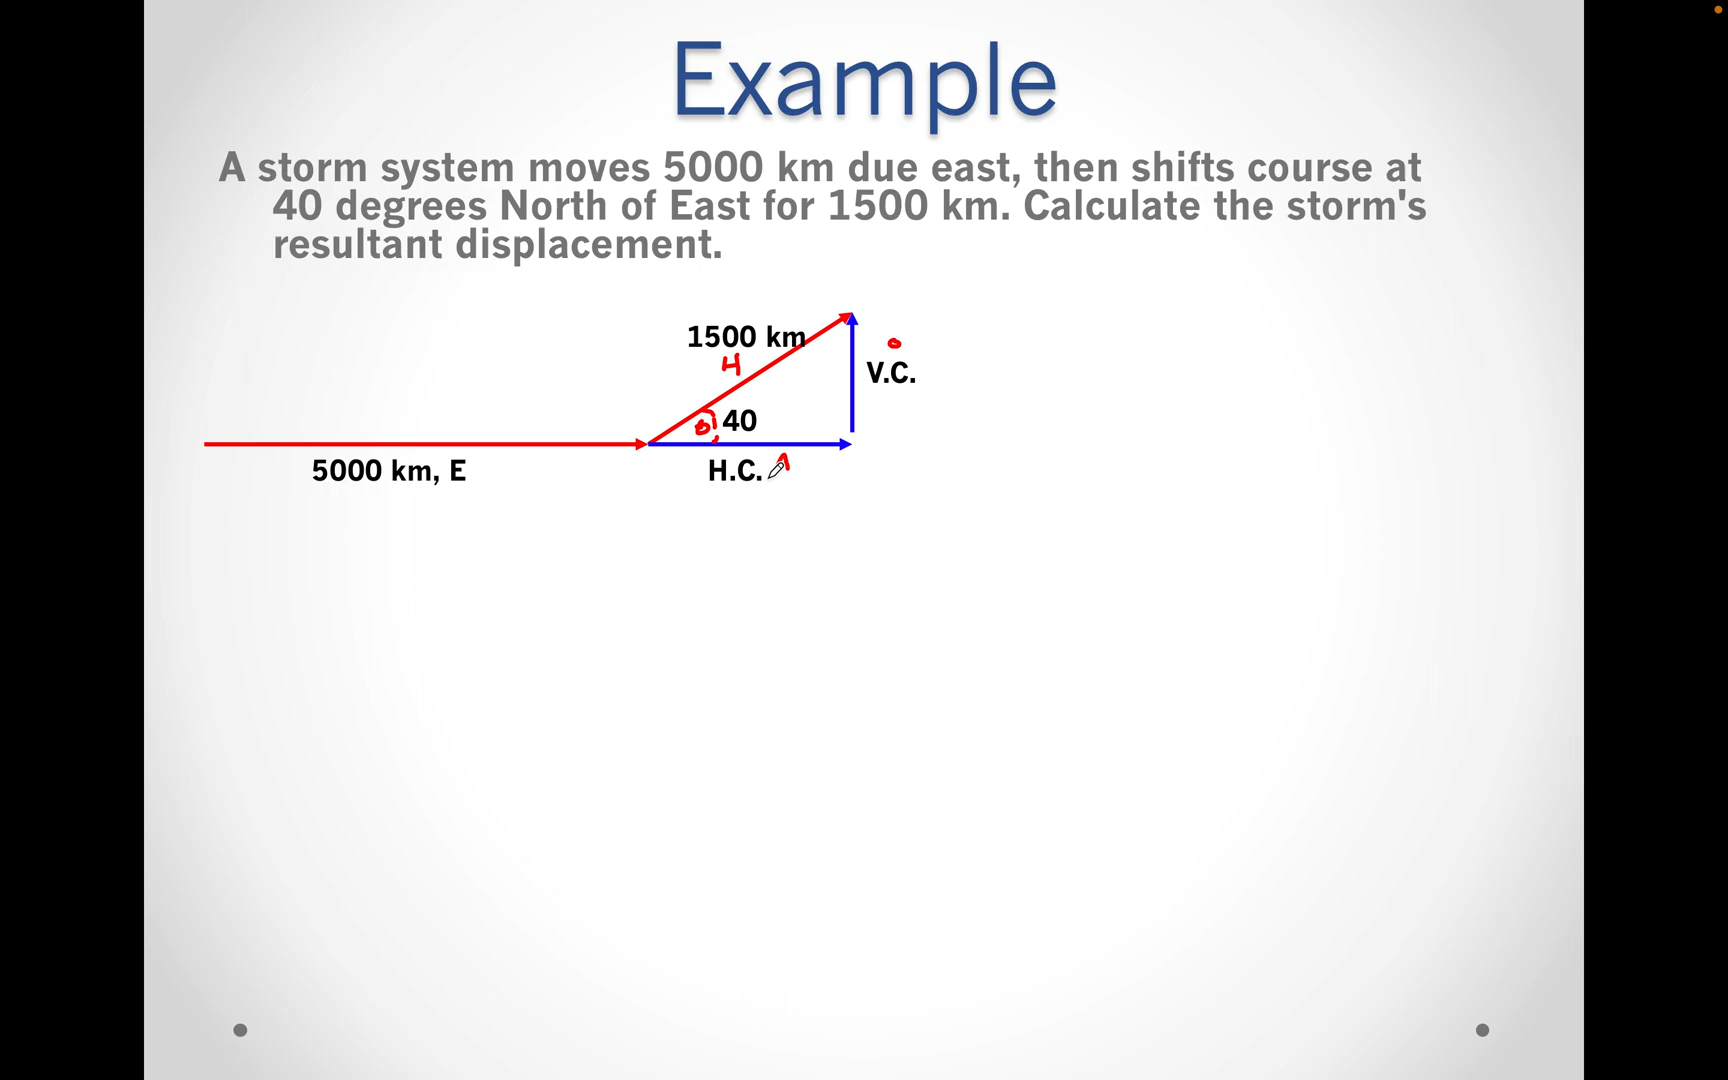 Example
A storm system moves 5000 km due east, then shifts course at
40 degrees North of East for 1500 km. Calculate the storm's
resultant displacement.
1500 km
H
o
V.C.
θ 40
5000 km, E
H.C. A